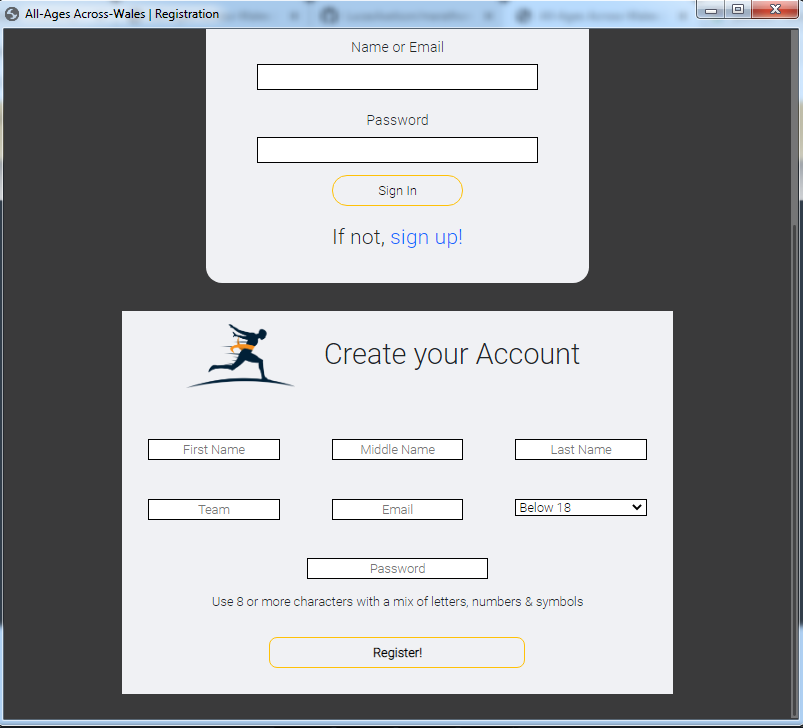 All-Ages Across-Wales | Registration
Name or Email
Password
Sign In
If not, sign up!
Create your Account
First Name Middle Name Last Name
Team Email Below 18
Password
Use 8 or more characters with a mix of letters, numbers & symbols
Register!